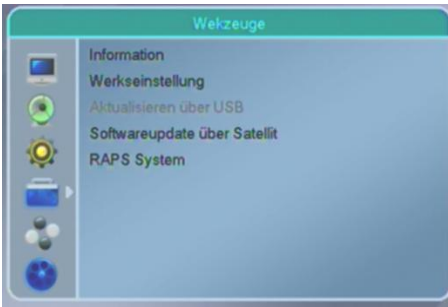 Wekzeuge
Information
Werkseinstellung
Aktualisieren über USB
Softwareupdate über Satellit
RAPS System